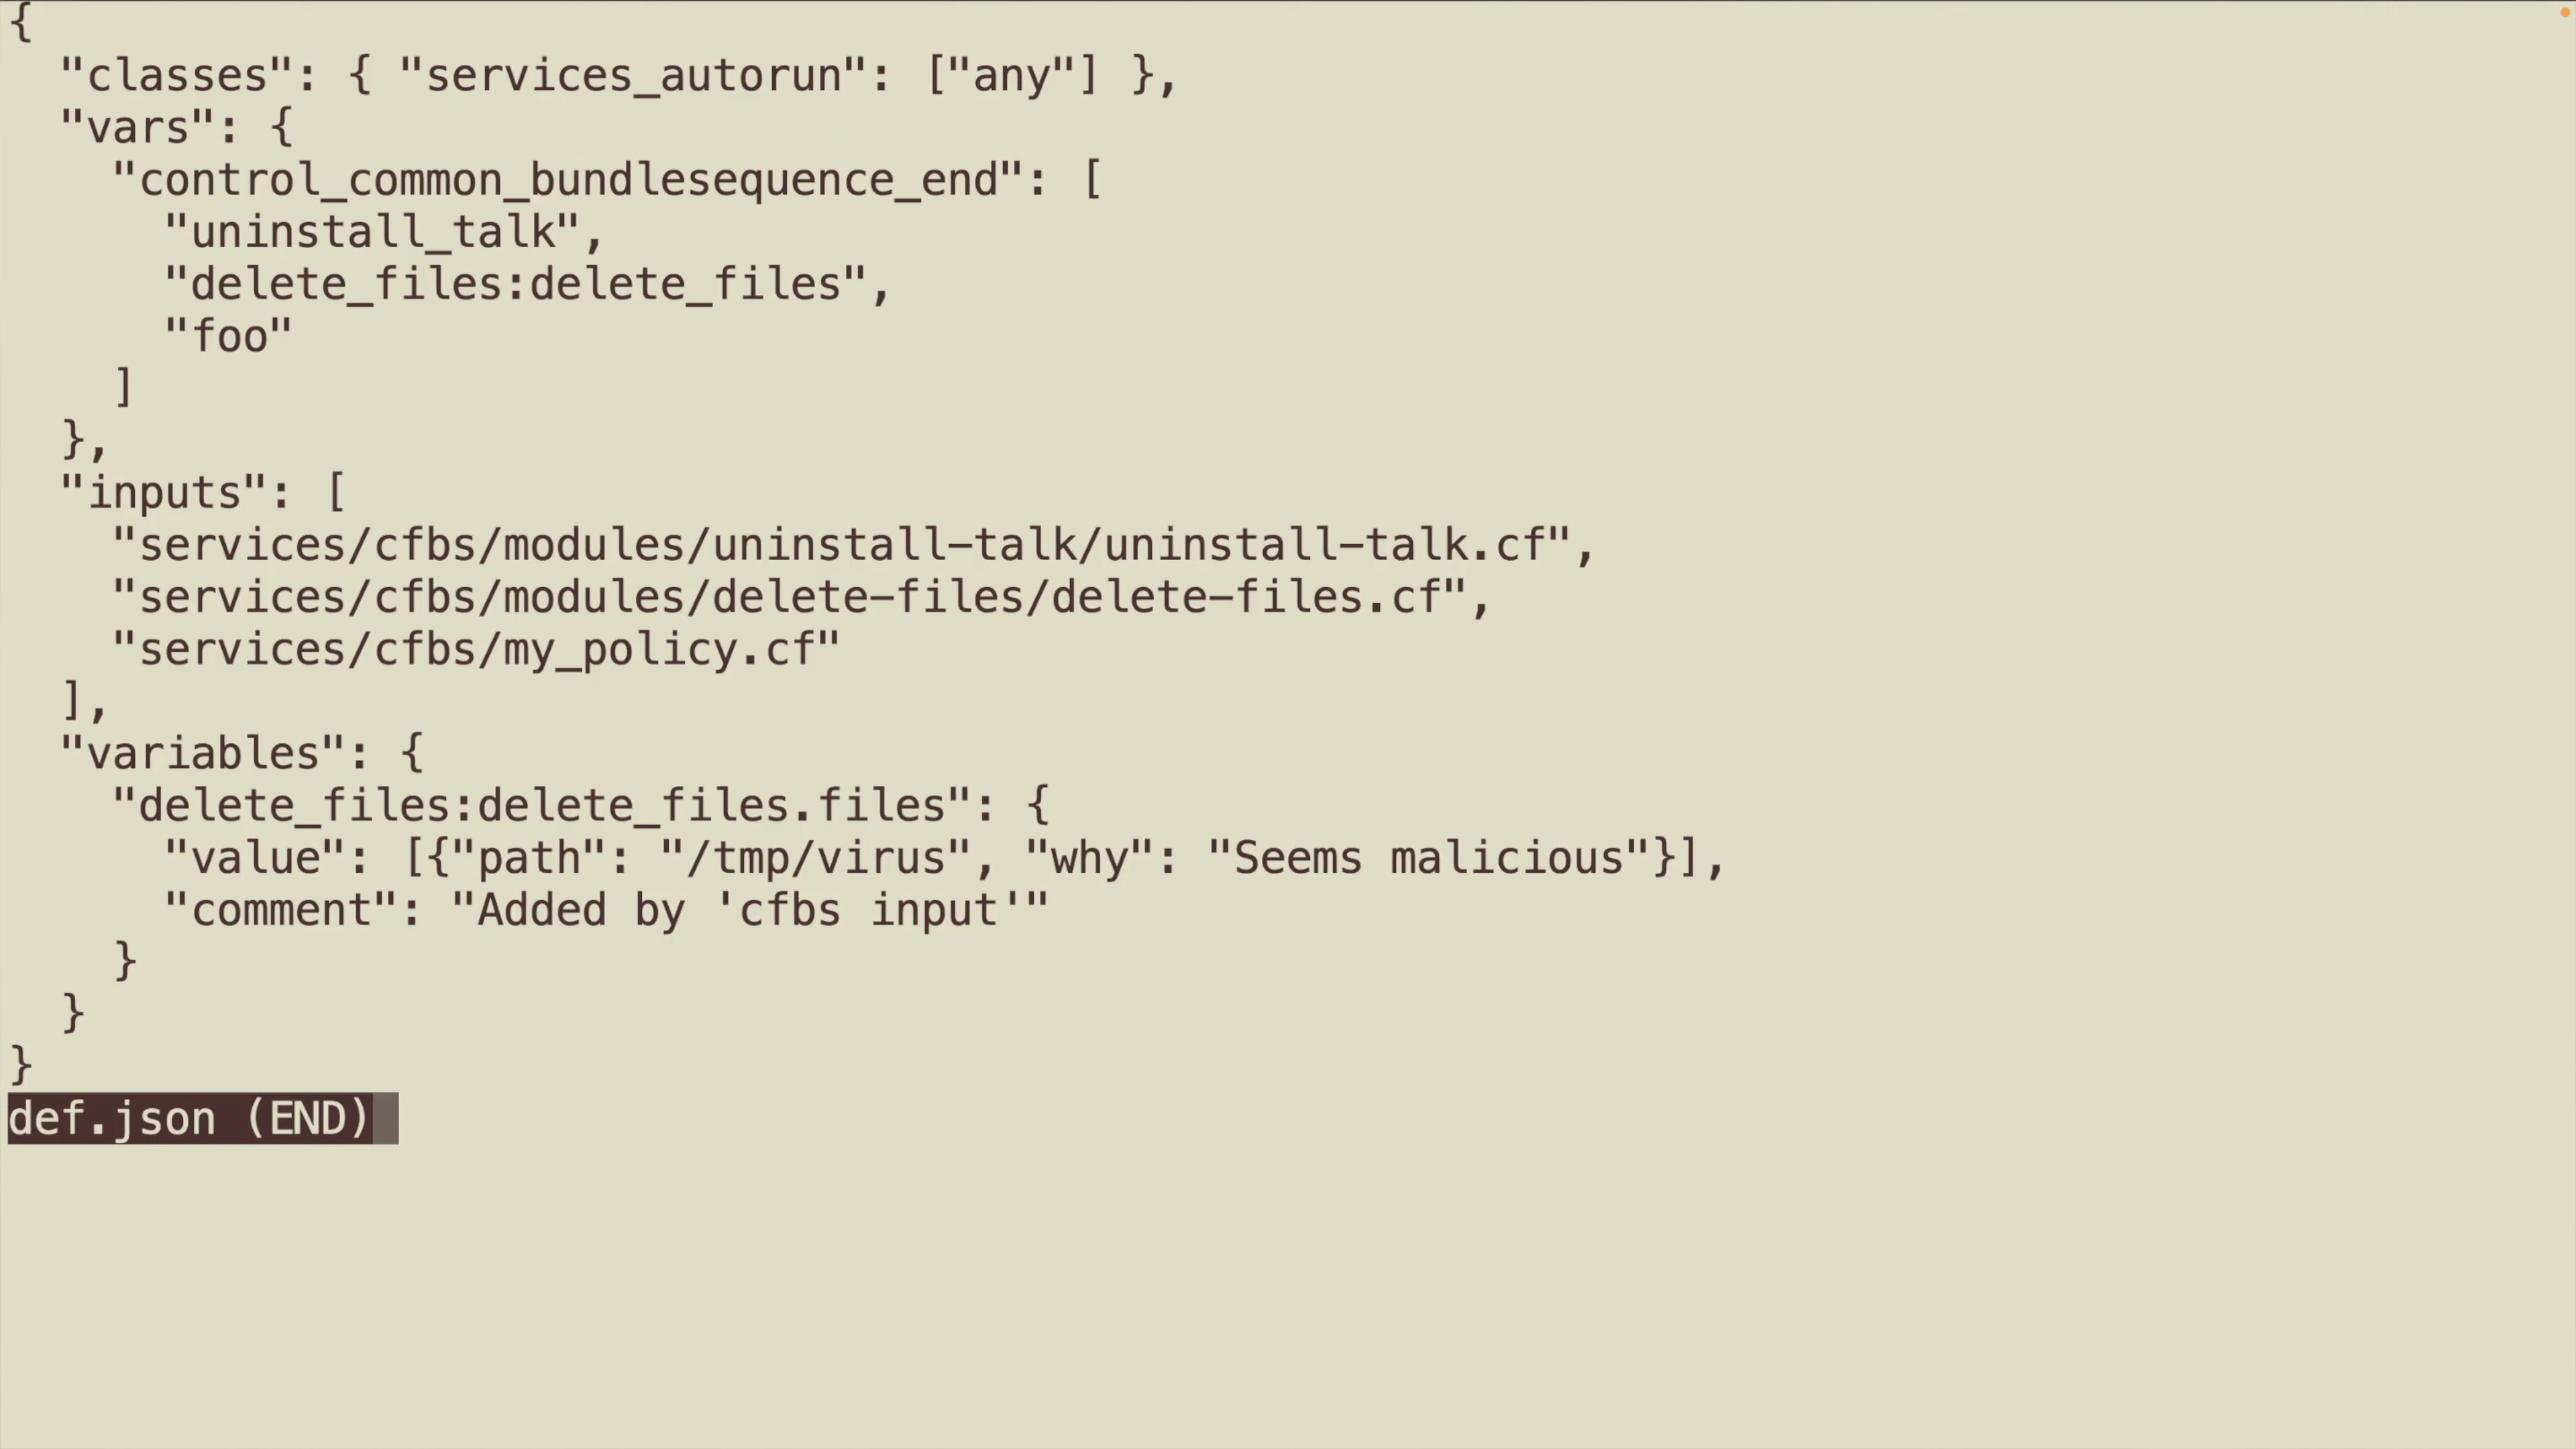 {
  "classes": { "services_autorun": ["any"] },
  "vars": {
    "control_common_bundlesequence_end": [
      "uninstall_talk",
      "delete_files:delete_files",
      "foo"
    ]
  },
  "inputs": [
    "services/cfbs/modules/uninstall-talk/uninstall-talk.cf",
    "services/cfbs/modules/delete-files/delete-files.cf",
    "services/cfbs/my_policy.cf"
  ],
  "variables": {
    "delete_files:delete_files.files": {
      "value": [{"path": "/tmp/virus", "why": "Seems malicious"}],
      "comment": "Added by 'cfbs input'"
    }
  }
}
def.json (END)